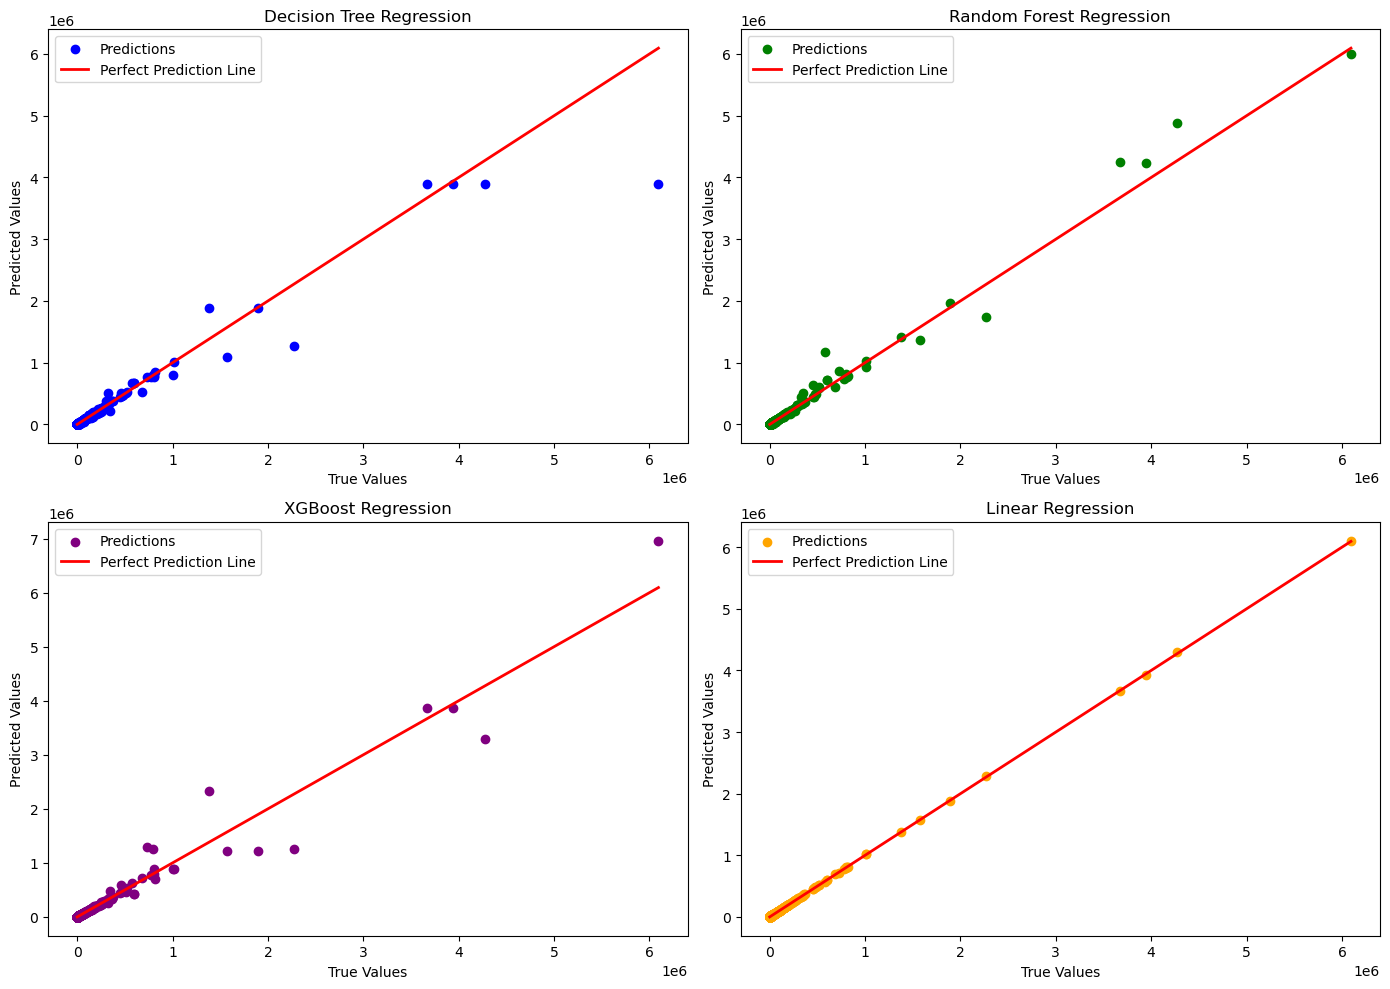 Decision Tree Regression
1e6
Predictions
Perfect Prediction Line
6
5
4
3
2
1
0
Predicted Values
0 1 2 3 4 5 6
True Values
1e6
Random Forest Regression
1e6
Predictions
Perfect Prediction Line
6
5
4
3
2
1
0
Predicted Values
0 1 2 3 4 5 6
True Values
1e6
XGBoost Regression
1e6
Predictions
Perfect Prediction Line
7
6
5
4
3
2
1
0
Predicted Values
0 1 2 3 4 5 6
True Values
1e6
Linear Regression
1e6
Predictions
Perfect Prediction Line
6
5
4
3
2
1
0
Predicted Values
0 1 2 3 4 5 6
True Values
1e6